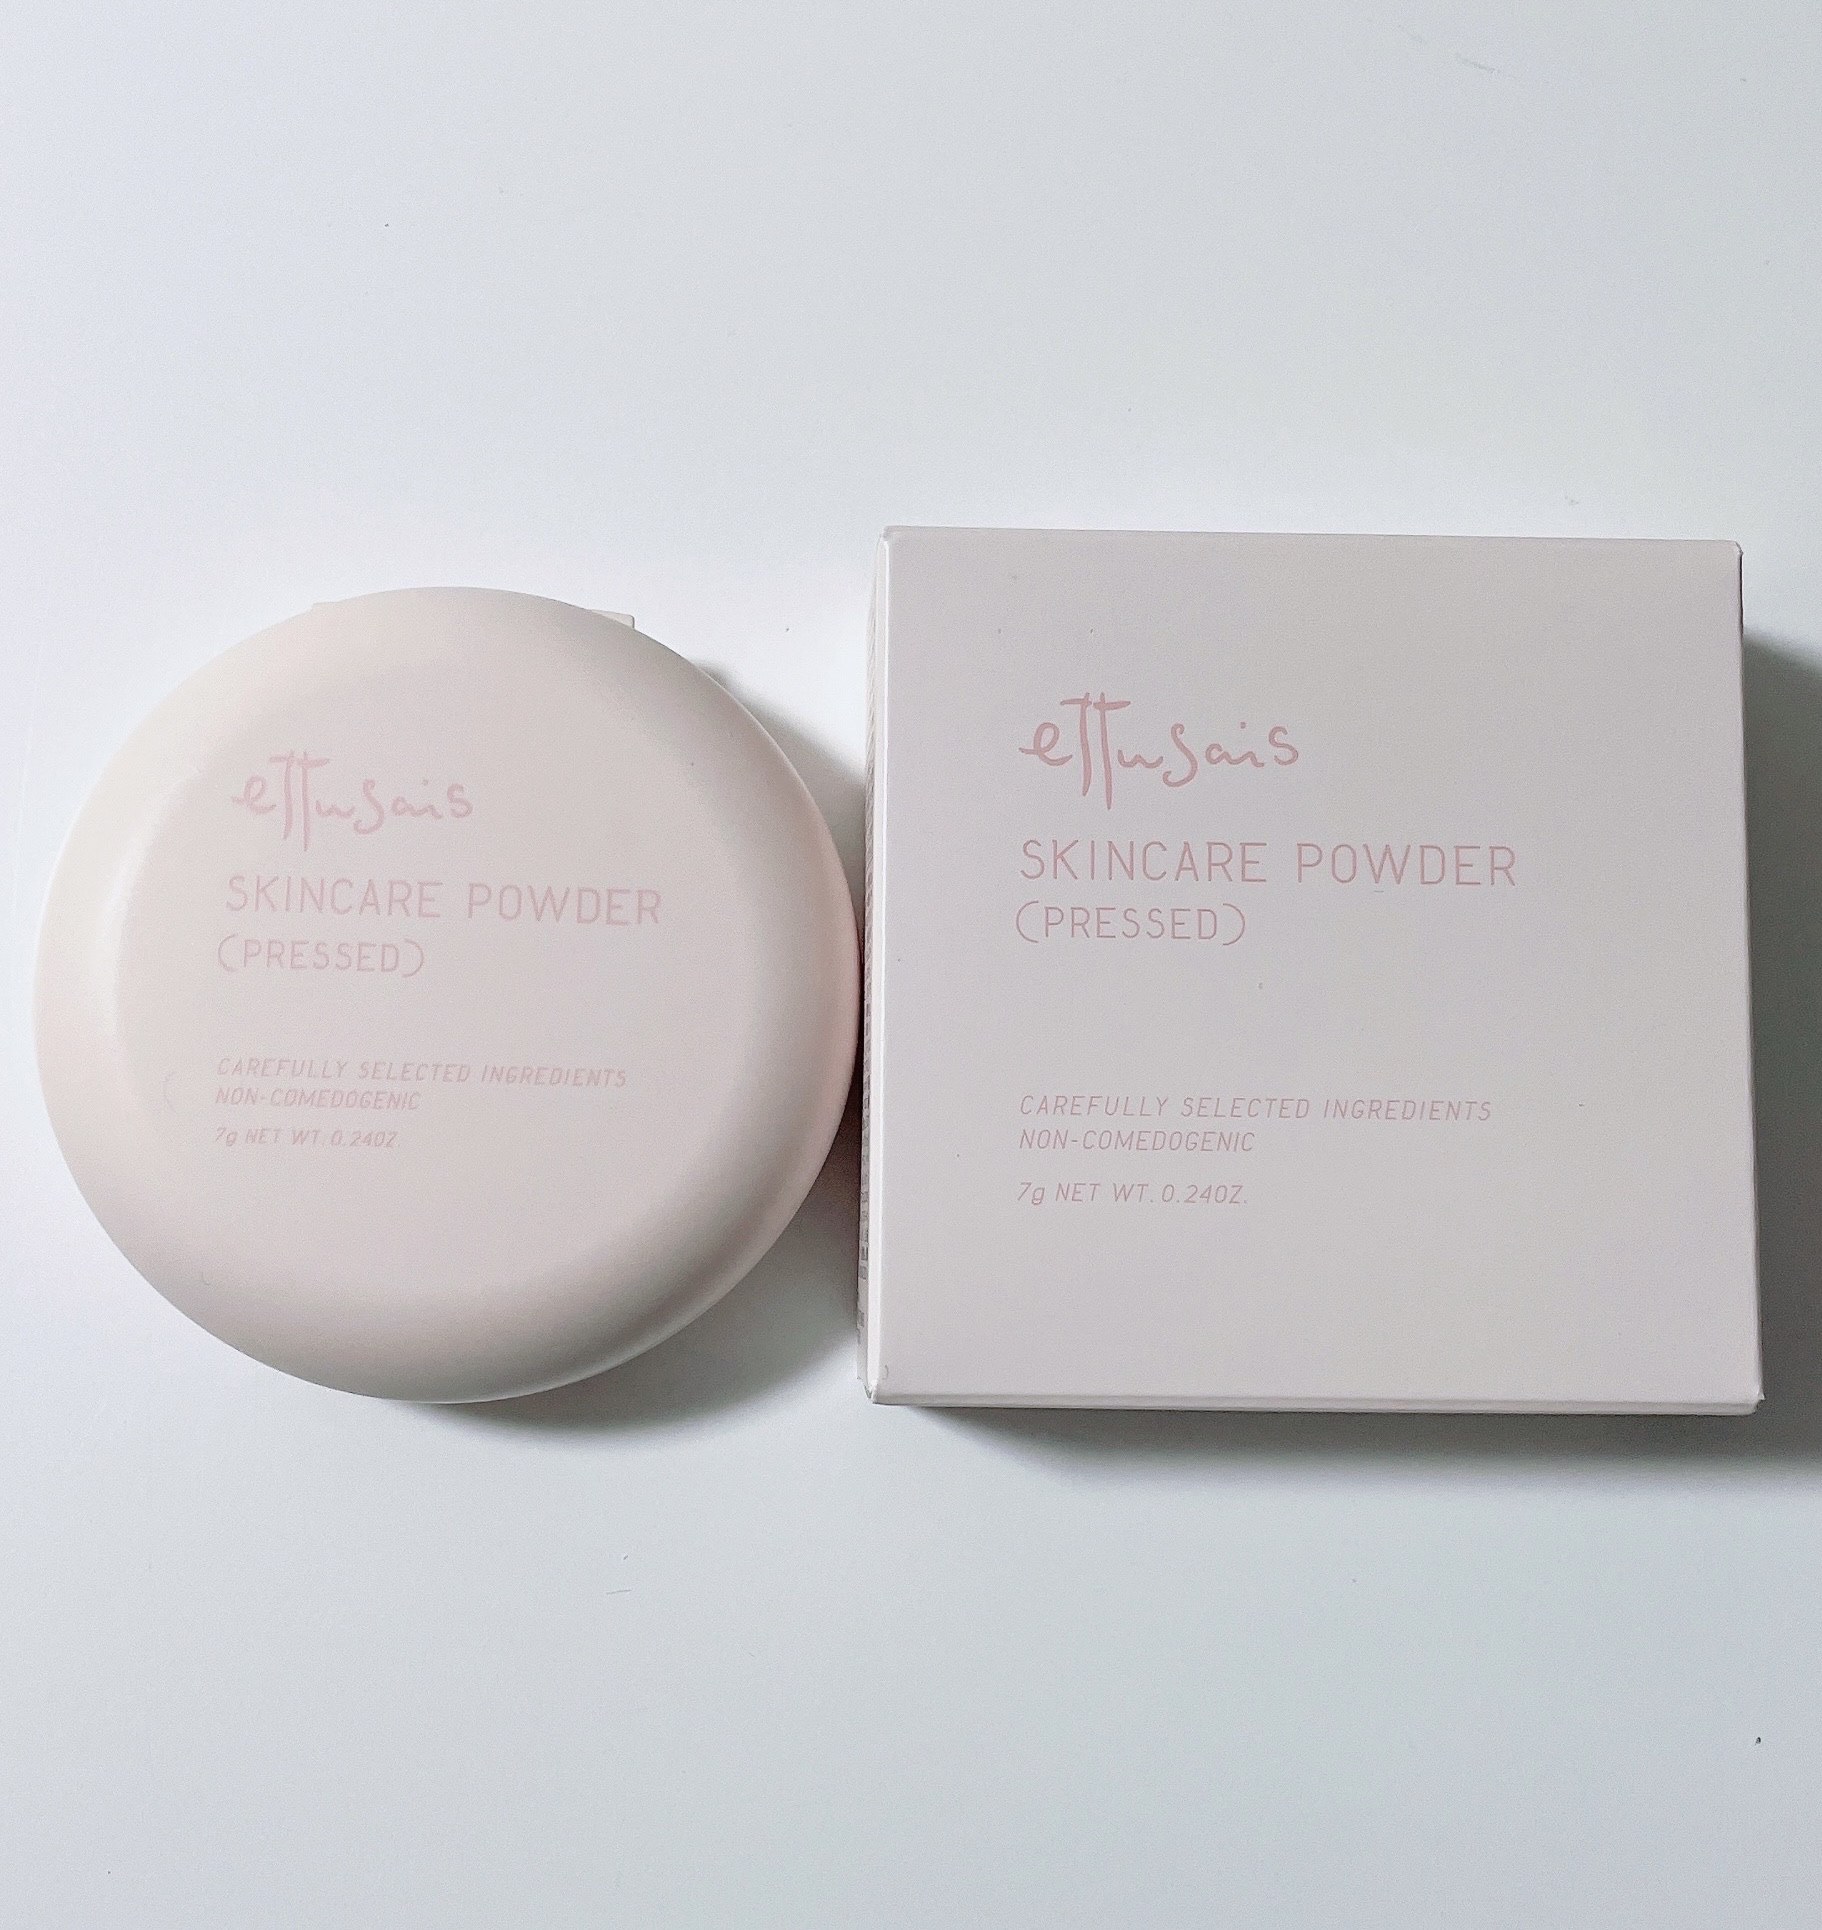 ettusais
SKINCARE POWDER
(PRESSED)
CAREFULLY SELECTED INGREDIENTS
NON-COMEDOGENIC
7g NET WT. 0.24OZ.
ettusais
SKINCARE POWDER
(PRESSED)
CAREFULLY SELECTED INGREDIENTS
NON-COMEDOGENIC
7g NET WT. 0.24OZ.